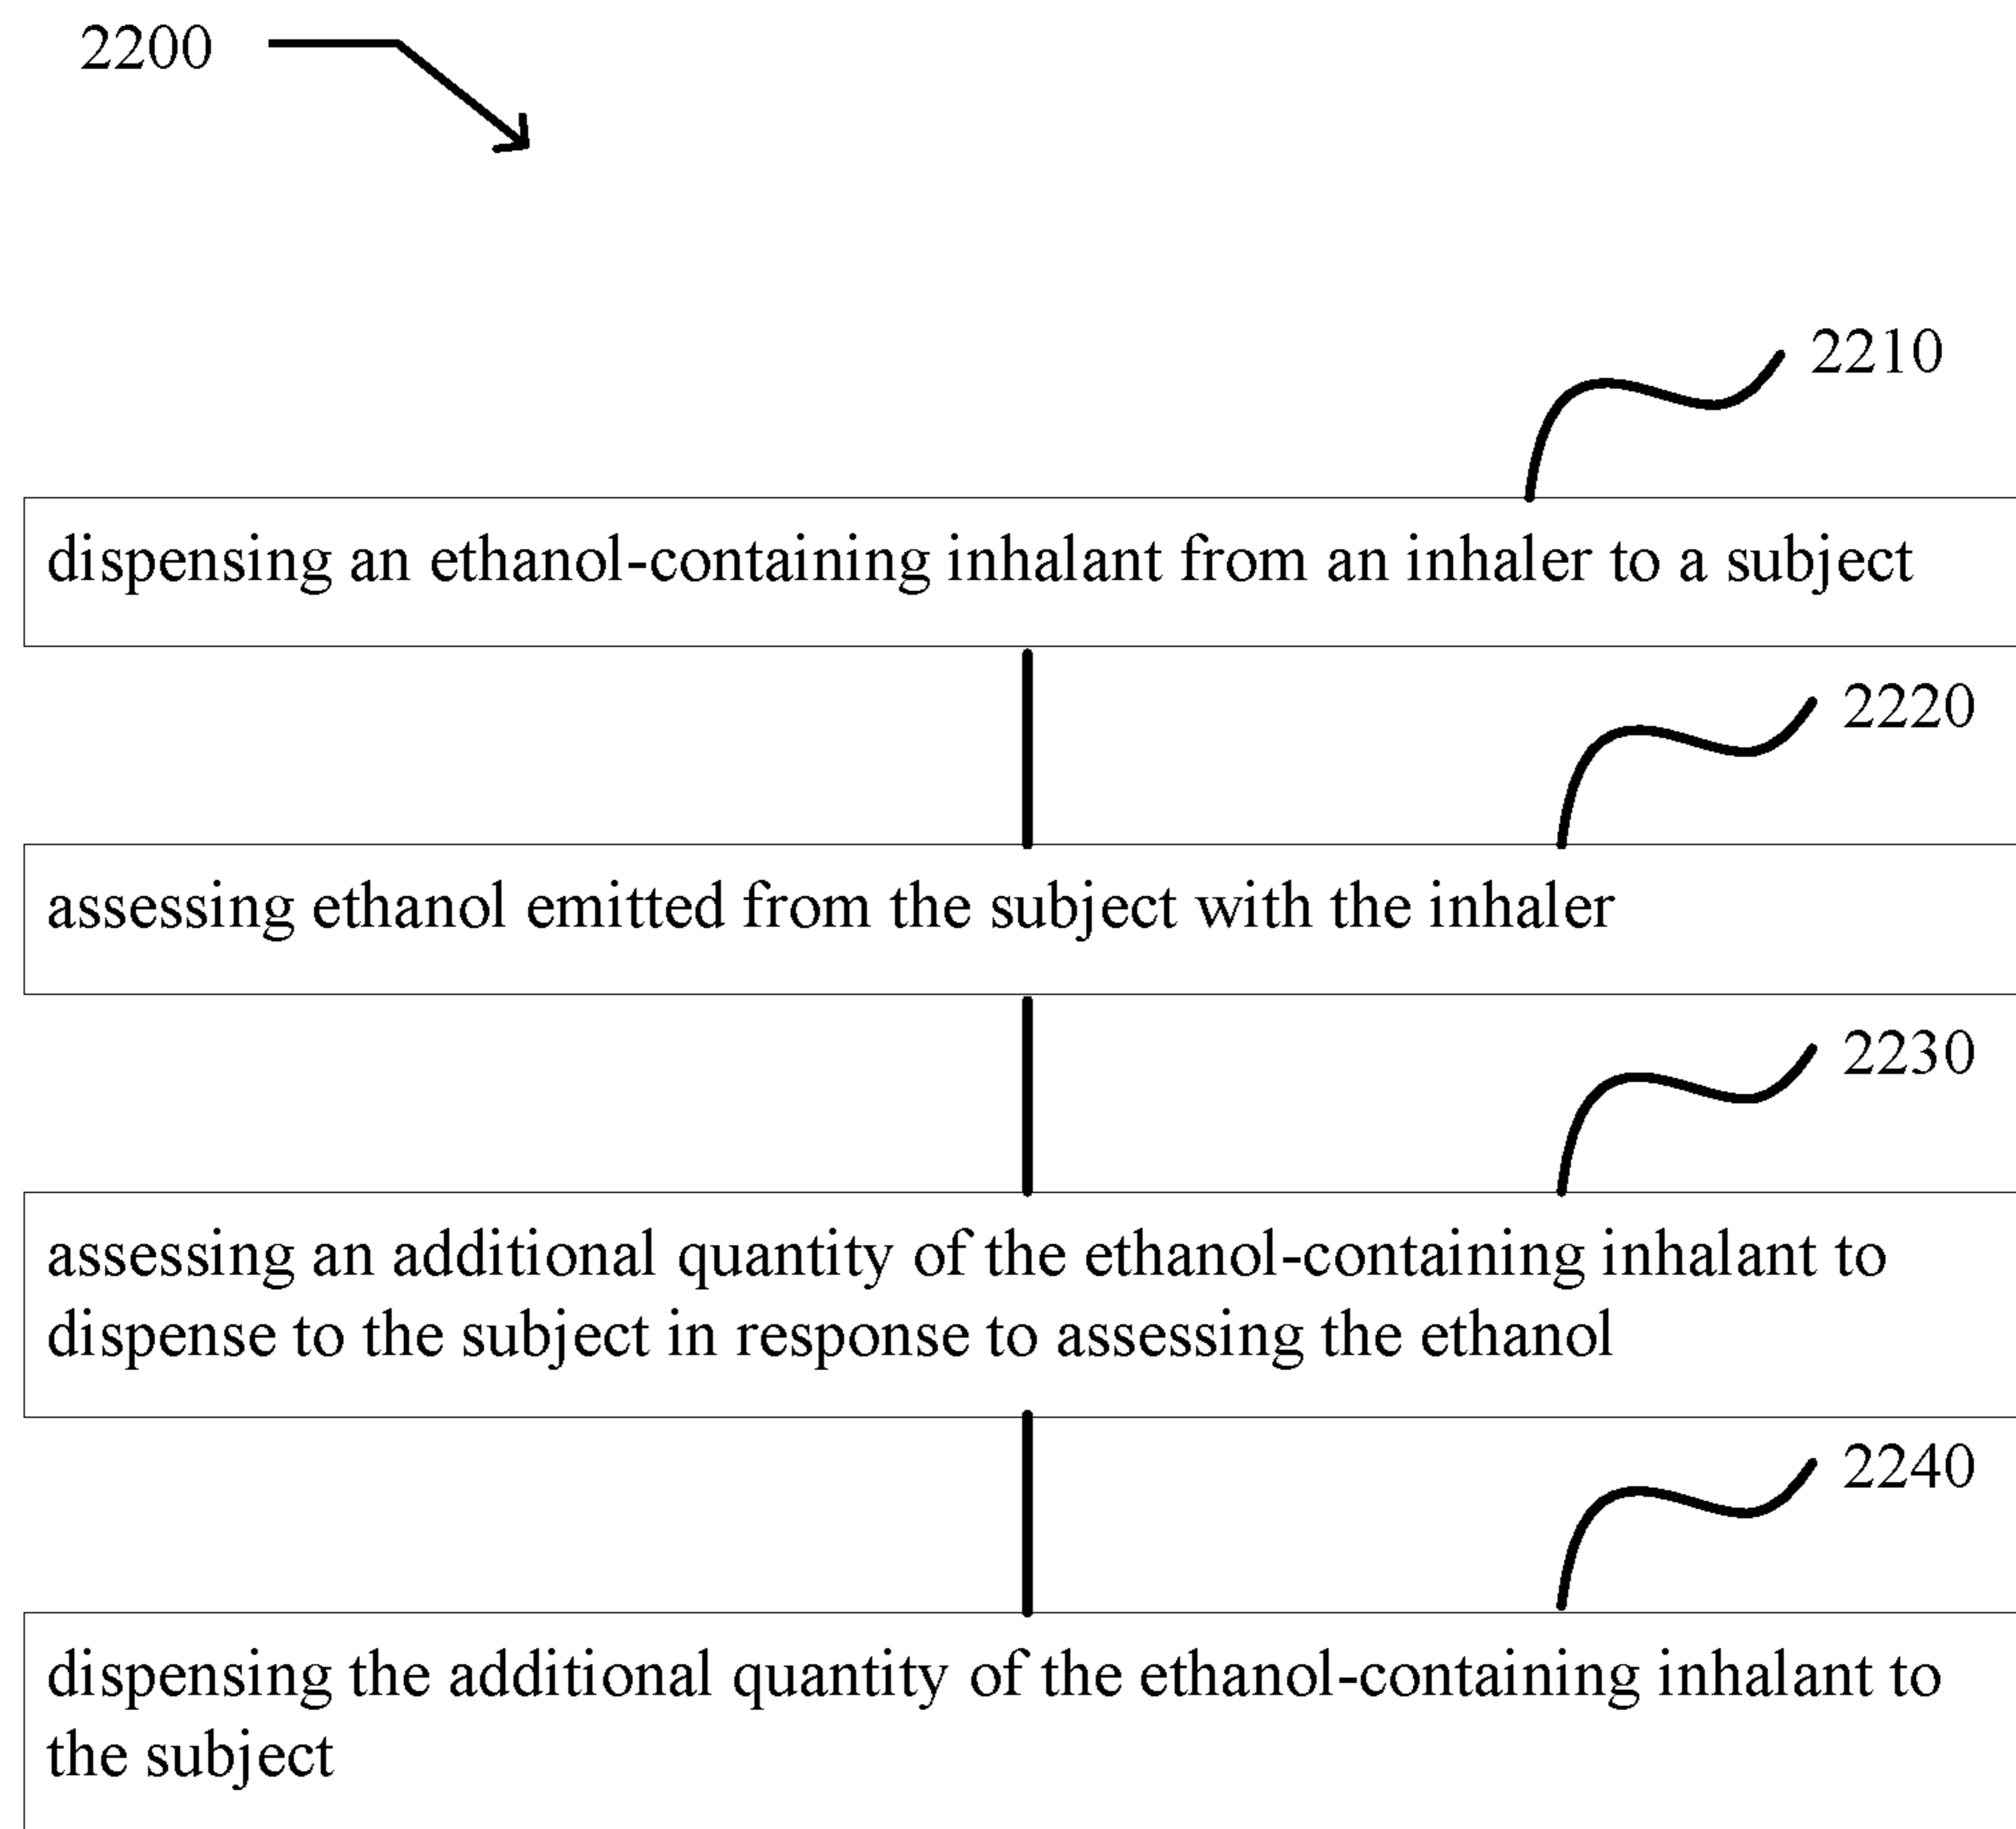 2200
2210
dispensing an ethanol-containing inhalant from an inhaler to a subject
2220
assessing ethanol emitted from the subject with the inhaler
2230
assessing an additional quantity of the ethanol-containing inhalant to
dispense to the subject in response to assessing the ethanol
2240
dispensing the additional quantity of the ethanol-containing inhalant to
the subject